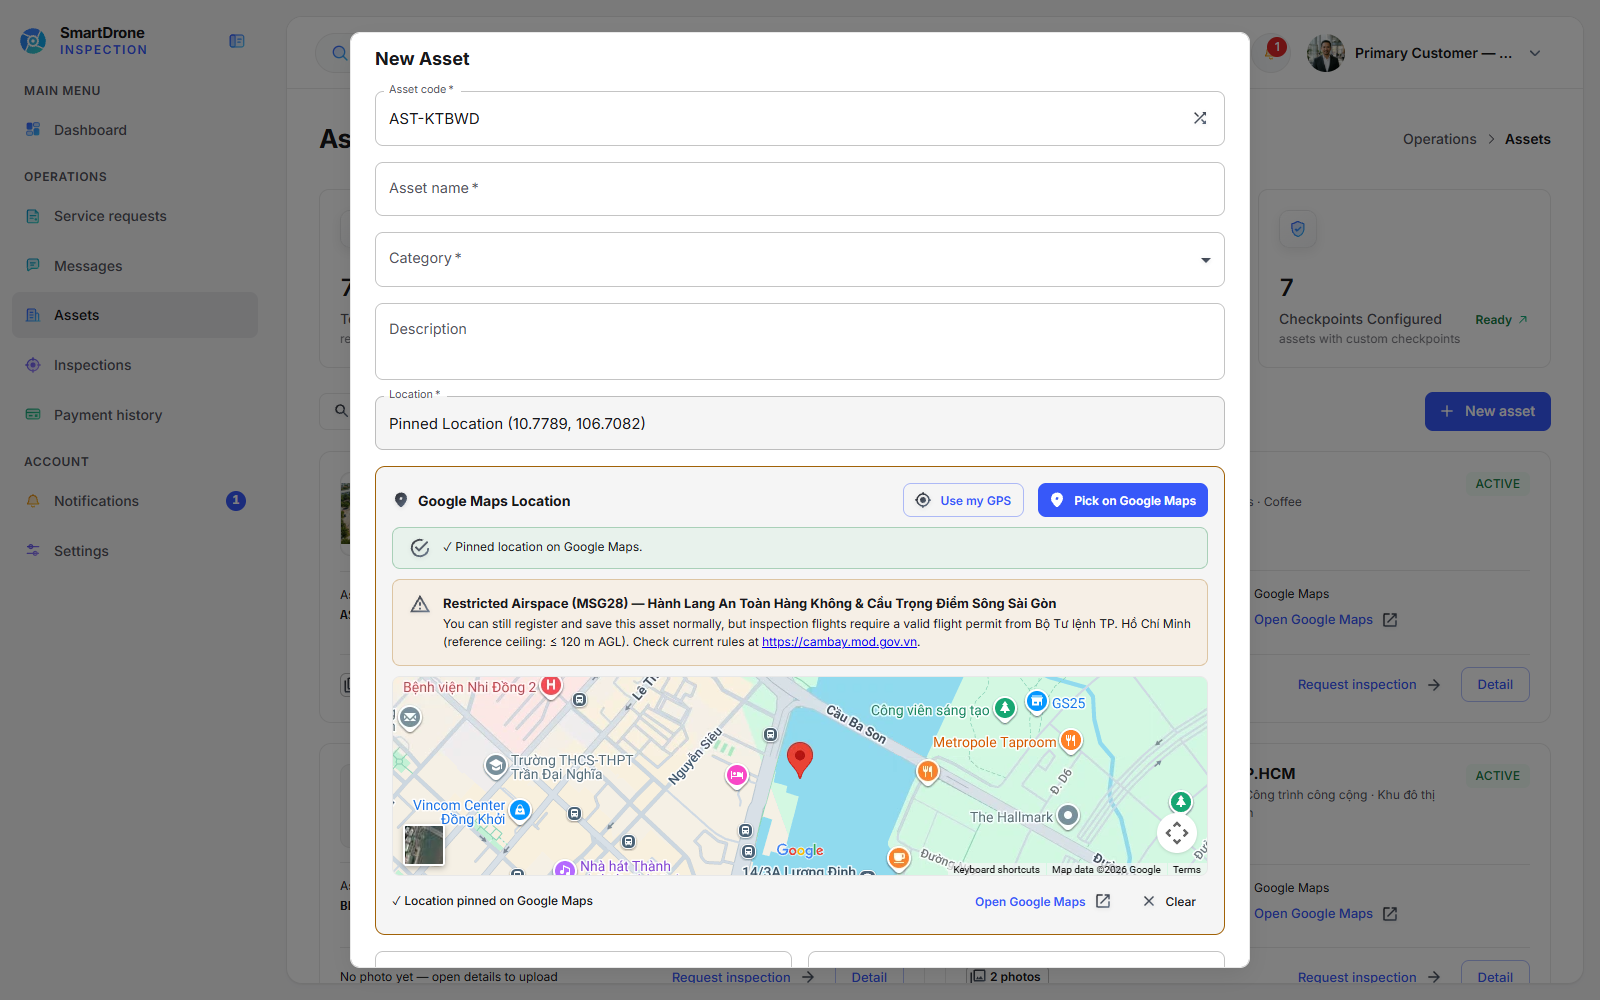 SmartDrone
INSPECTION
MAIN MENU
Dashboard
OPERATIONS
Service requests
Messages
Assets
Inspections
Payment history
ACCOUNT
Notifications
1
Settings
1
Primary Customer — ...
As
Operations > Assets
7
7
Checkpoints Configured
Ready
assets with custom checkpoints
New asset
New Asset
Asset code *
AST-KTBWD
Asset name *
Category *
Description
Location *
Pinned Location (10.7789, 106.7082)
Google Maps Location
Use my GPS
Pick on Google Maps
✓ Pinned location on Google Maps.
Restricted Airspace (MSG28) — Hành Lang An Toàn Hàng Không & Cầu Trọng Điểm Sông Sài Gòn
You can still register and save this asset normally, but inspection flights require a valid flight permit from Bộ Tư lệnh TP. Hồ Chí Minh
(reference ceiling: ≤ 120 m AGL). Check current rules at https://cambay.mod.gov.vn.
Bệnh viện Nhi Đồng 2
Lê Th
Cầu Ba Son
Công viên sáng tạo
GS25
Metropole Taproom
Trường THCS-THPT
Trần Đại Nghĩa
Nguyễn Siêu
Đ. D6
Vincom Center
Đồng Khởi
The Hallmark
Google
Nhà hát Thành
14/3A Lương Định
Đường
Keyboard shortcuts
Map data ©2026 Google
Terms
✓ Location pinned on Google Maps
Open Google Maps
Clear
ACTIVE
s · Coffee
Google Maps
Open Google Maps
Request inspection
Detail
P.HCM
ACTIVE
Công trình công cộng · Khu đô thị
Google Maps
Open Google Maps
No photo yet — open details to upload
Request inspection
Detail
2 photos
Request inspection
Detail